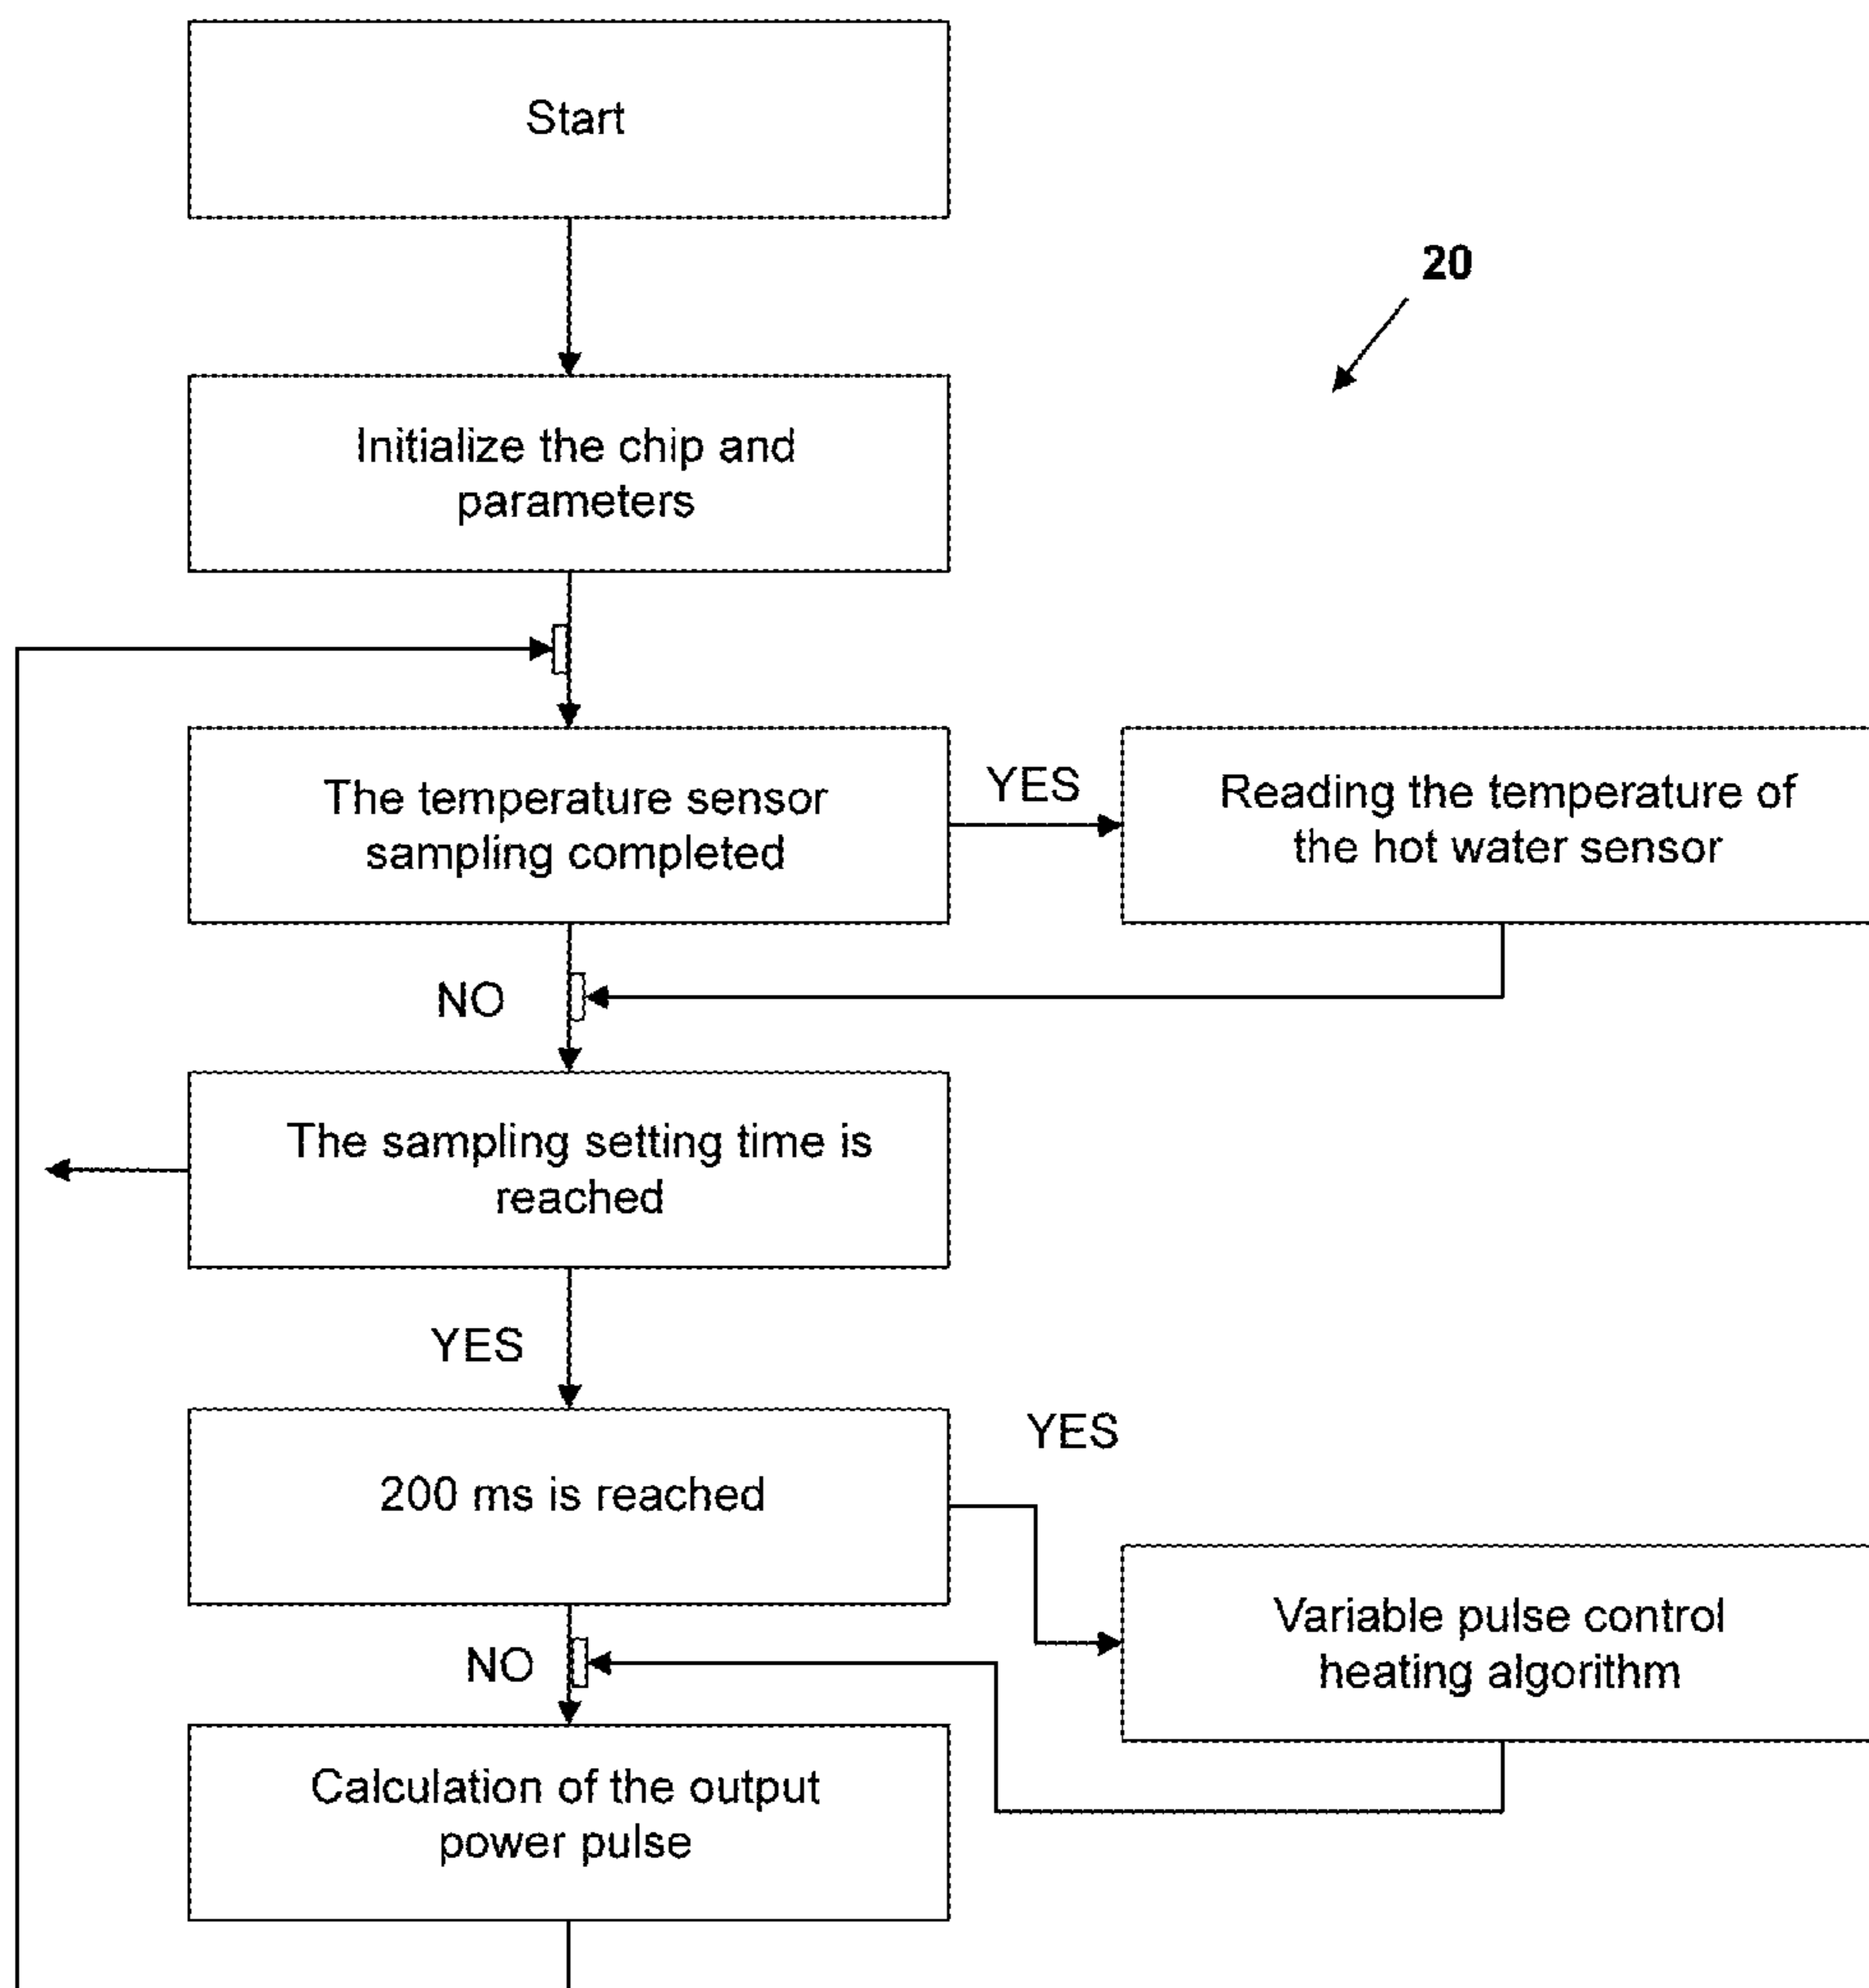 Start
20
Initialize the chip and
parameters
The temperature sensor
sampling completed
YES
Reading the temperature of
the hot water sensor
NO
The sampling setting time is
reached
YES
200 ms is reached
YES
Variable pulse control
heating algorithm
NO
Calculation of the output
power pulse